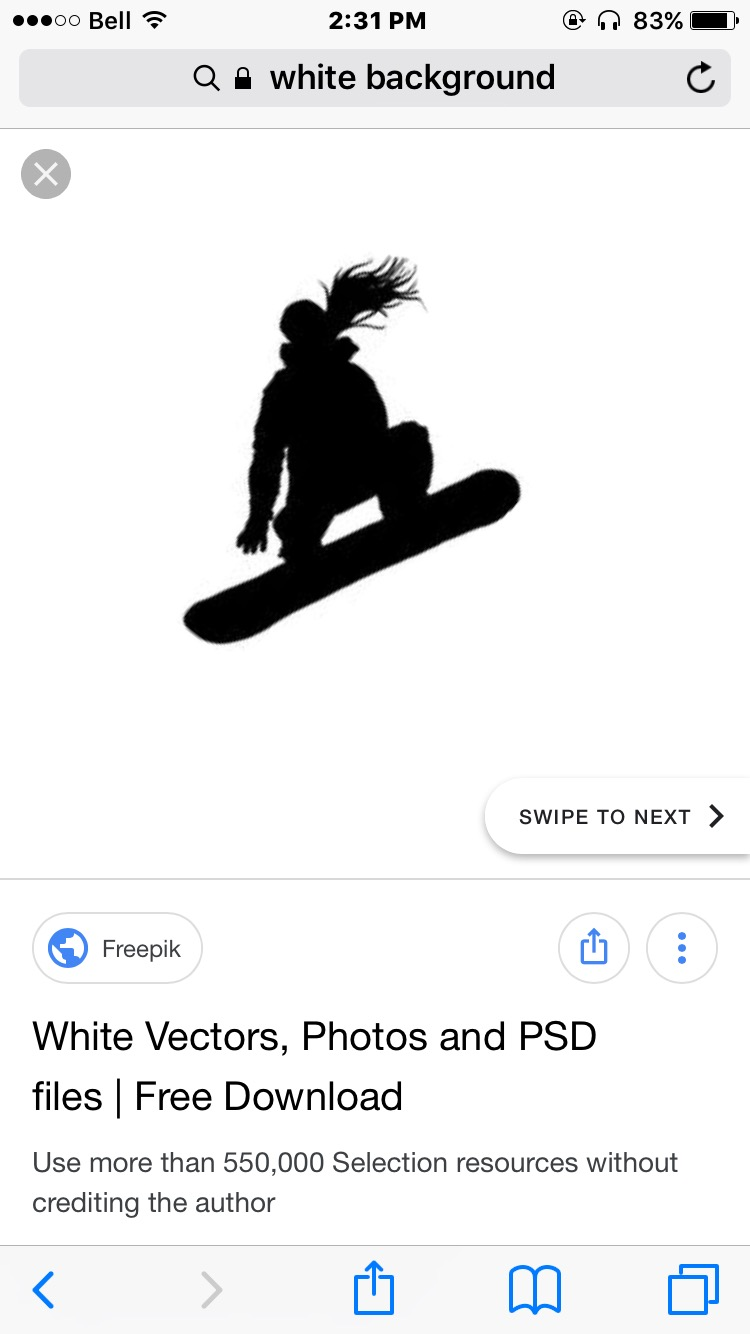 Bell 2:31 PM 83%
white background
SWIPE TO NEXT
Freepik
White Vectors, Photos and PSD
files | Free Download
Use more than 550,000 Selection resources without
crediting the author